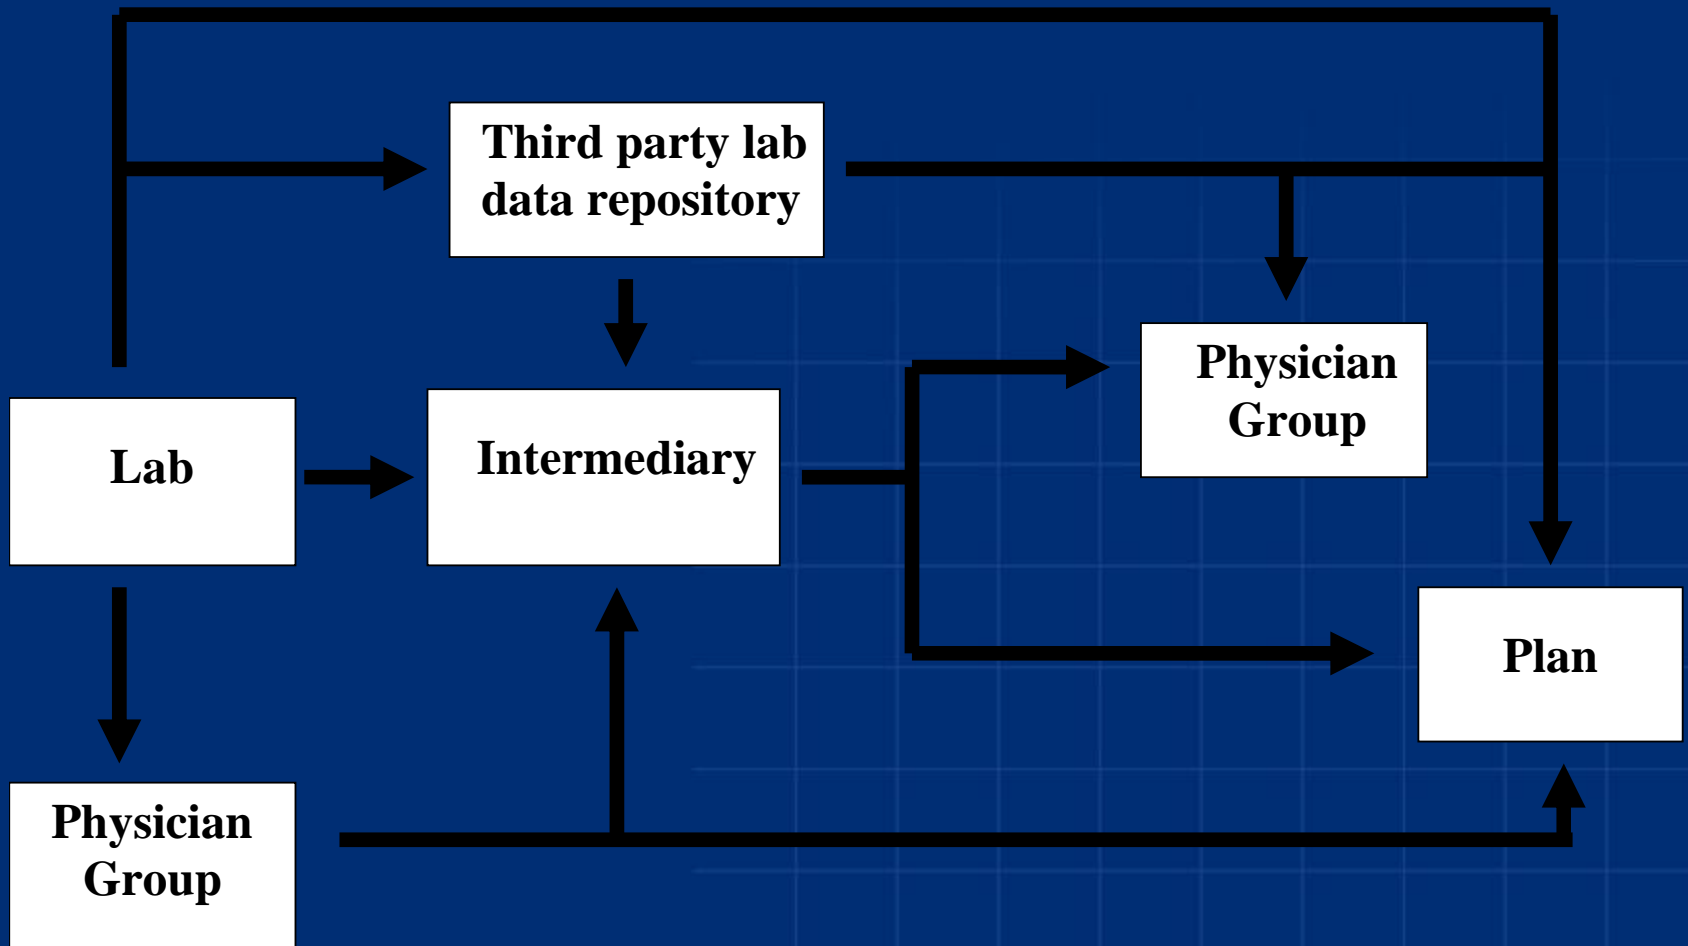 Third party lab
data repository
Physician
Group
Lab
Intermediary
Plan
Physician
Group